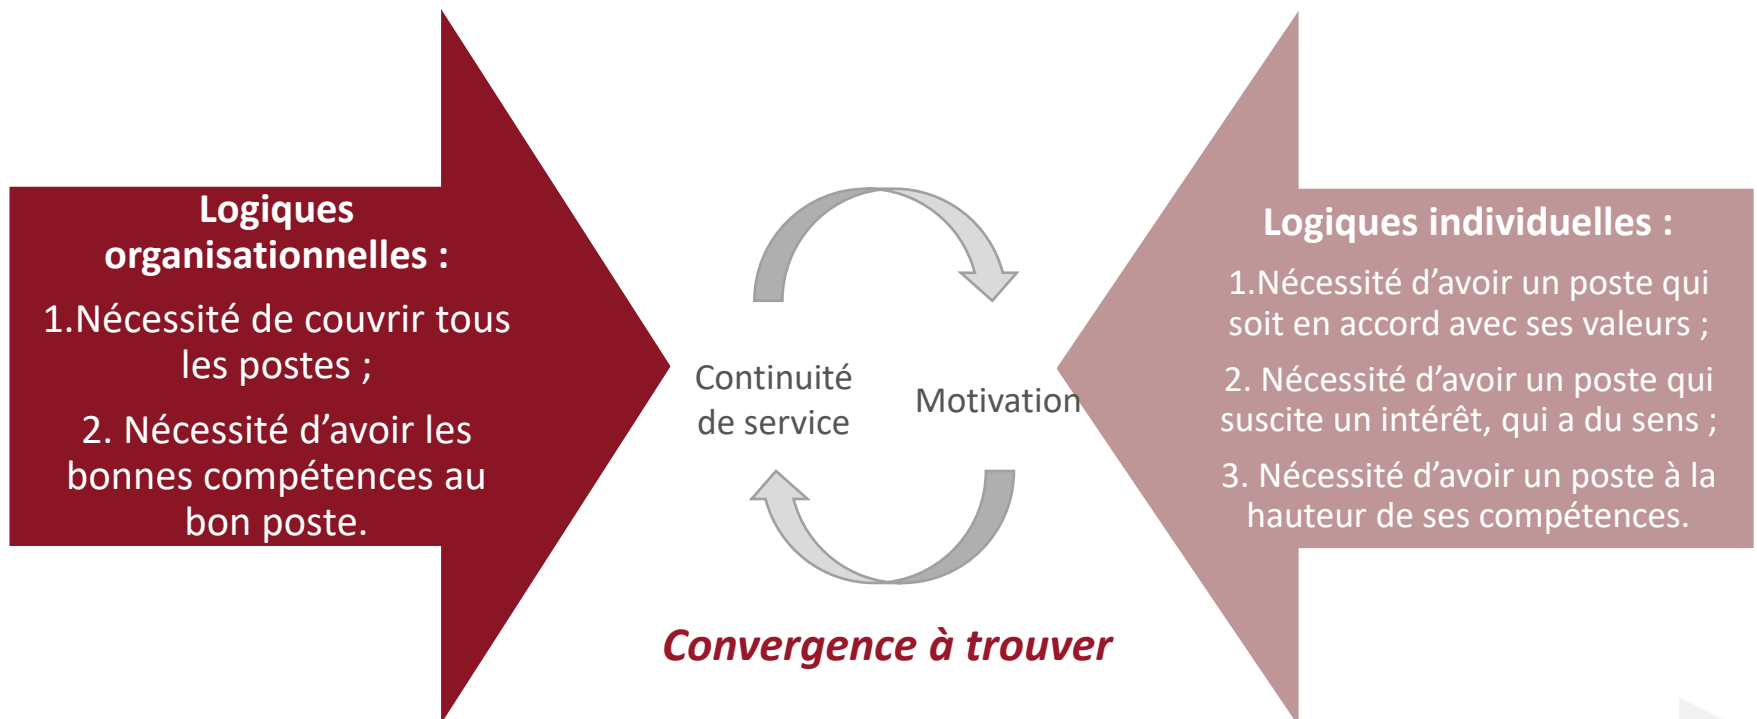 Logiques
organisationnelles :
1.Nécessité de couvrir tous
les postes ;
2. Nécessité d’avoir les
bonnes compétences au
bon poste.
Continuité
de service
Motivation
Convergence à trouver
Logiques individuelles :
1.Nécessité d’avoir un poste qui
soit en accord avec ses valeurs ;
2. Nécessité d’avoir un poste qui
suscite un intérêt, qui a du sens ;
3. Nécessité d’avoir un poste à la
hauteur de ses compétences.